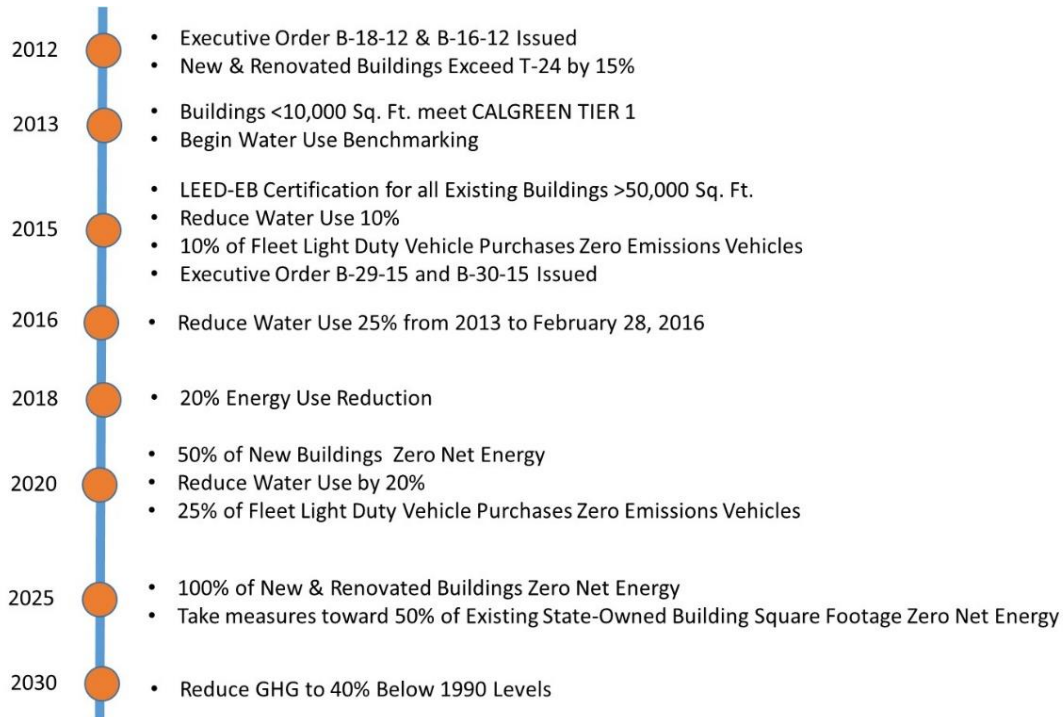 2012
• Executive Order B-18-12 & B-16-12 Issued
• New & Renovated Buildings Exceed T-24 by 15%
2013
• Buildings <10,000 Sq. Ft. meet CALGREEN TIER 1
• Begin Water Use Benchmarking
2015
• LEED-EB Certification for all Existing Buildings >50,000 Sq. Ft.
• Reduce Water Use 10%
• 10% of Fleet Light Duty Vehicle Purchases Zero Emissions Vehicles
• Executive Order B-29-15 and B-30-15 Issued
2016
• Reduce Water Use 25% from 2013 to February 28, 2016
2018
• 20% Energy Use Reduction
2020
• 50% of New Buildings Zero Net Energy
• Reduce Water Use by 20%
• 25% of Fleet Light Duty Vehicle Purchases Zero Emissions Vehicles
2025
• 100% of New & Renovated Buildings Zero Net Energy
• Take measures toward 50% of Existing State-Owned Building Square Footage Zero Net Energy
2030
• Reduce GHG to 40% Below 1990 Levels